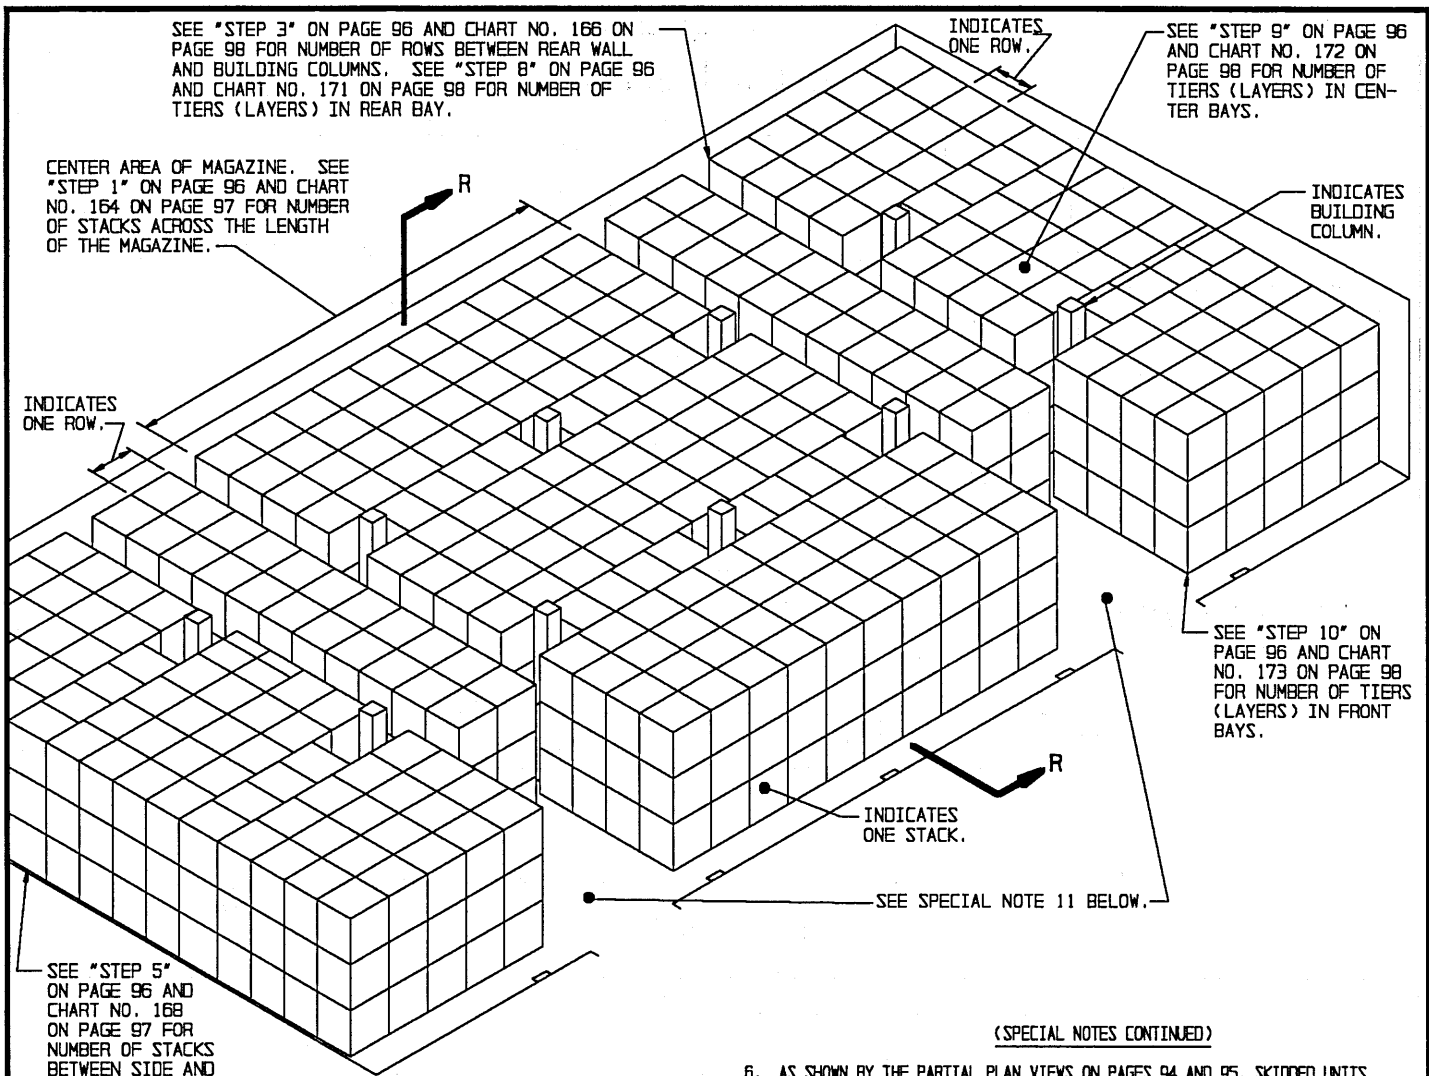 SEE "STEP 3" ON PAGE 96 AND CHART NO. 166 ON
PAGE 98 FOR NUMBER OF ROWS BETWEEN REAR WALL
AND BUILDING COLUMNS. SEE "STEP 8" ON PAGE 96
AND CHART NO. 171 ON PAGE 98 FOR NUMBER OF
TIERS (LAYERS) IN REAR BAY.
INDICATES
ONE ROW.
SEE "STEP 9" ON PAGE 96
AND CHART NO. 172 ON
PAGE 98 FOR NUMBER OF
TIERS (LAYERS) IN CEN-
TER BAYS.
CENTER AREA OF MAGAZINE. SEE
"STEP 1" ON PAGE 96 AND CHART
NO. 164 ON PAGE 97 FOR NUMBER
OF STACKS ACROSS THE LENGTH
OF THE MAGAZINE.
R
INDICATES
BUILDING
COLUMN.
INDICATES
ONE ROW.
SEE "STEP 10" ON
PAGE 96 AND CHART
NO. 173 ON PAGE 98
FOR NUMBER OF TIERS
(LAYERS) IN FRONT
BAYS.
R
INDICATES
ONE STACK.
SEE SPECIAL NOTE 11 BELOW.
SEE "STEP 5"
ON PAGE 96 AND
CHART NO. 168
ON PAGE 97 FOR
NUMBER OF STACKS
BETWEEN SIDE AND
(SPECIAL NOTES CONTINUED)
6. AS SHOWN BY THE PARTIAL PLAN VIEWS ON PAGES 94 AND 95, SKIDDED UNITS